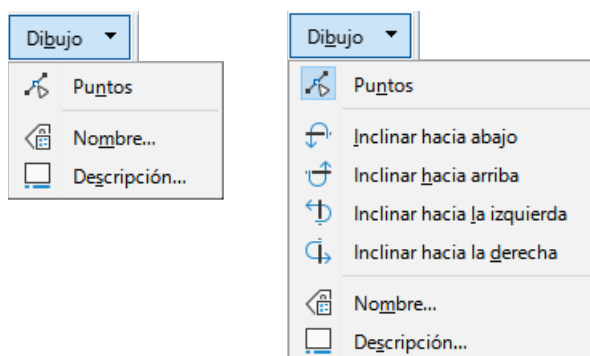 Dibujo
Puntos
Nombre...
Descripción...
Dibujo
Puntos
Inclinar hacia abajo
Inclinar hacia arriba
Inclinar hacia la izquierda
Inclinar hacia la derecha
Nombre...
Descripción...